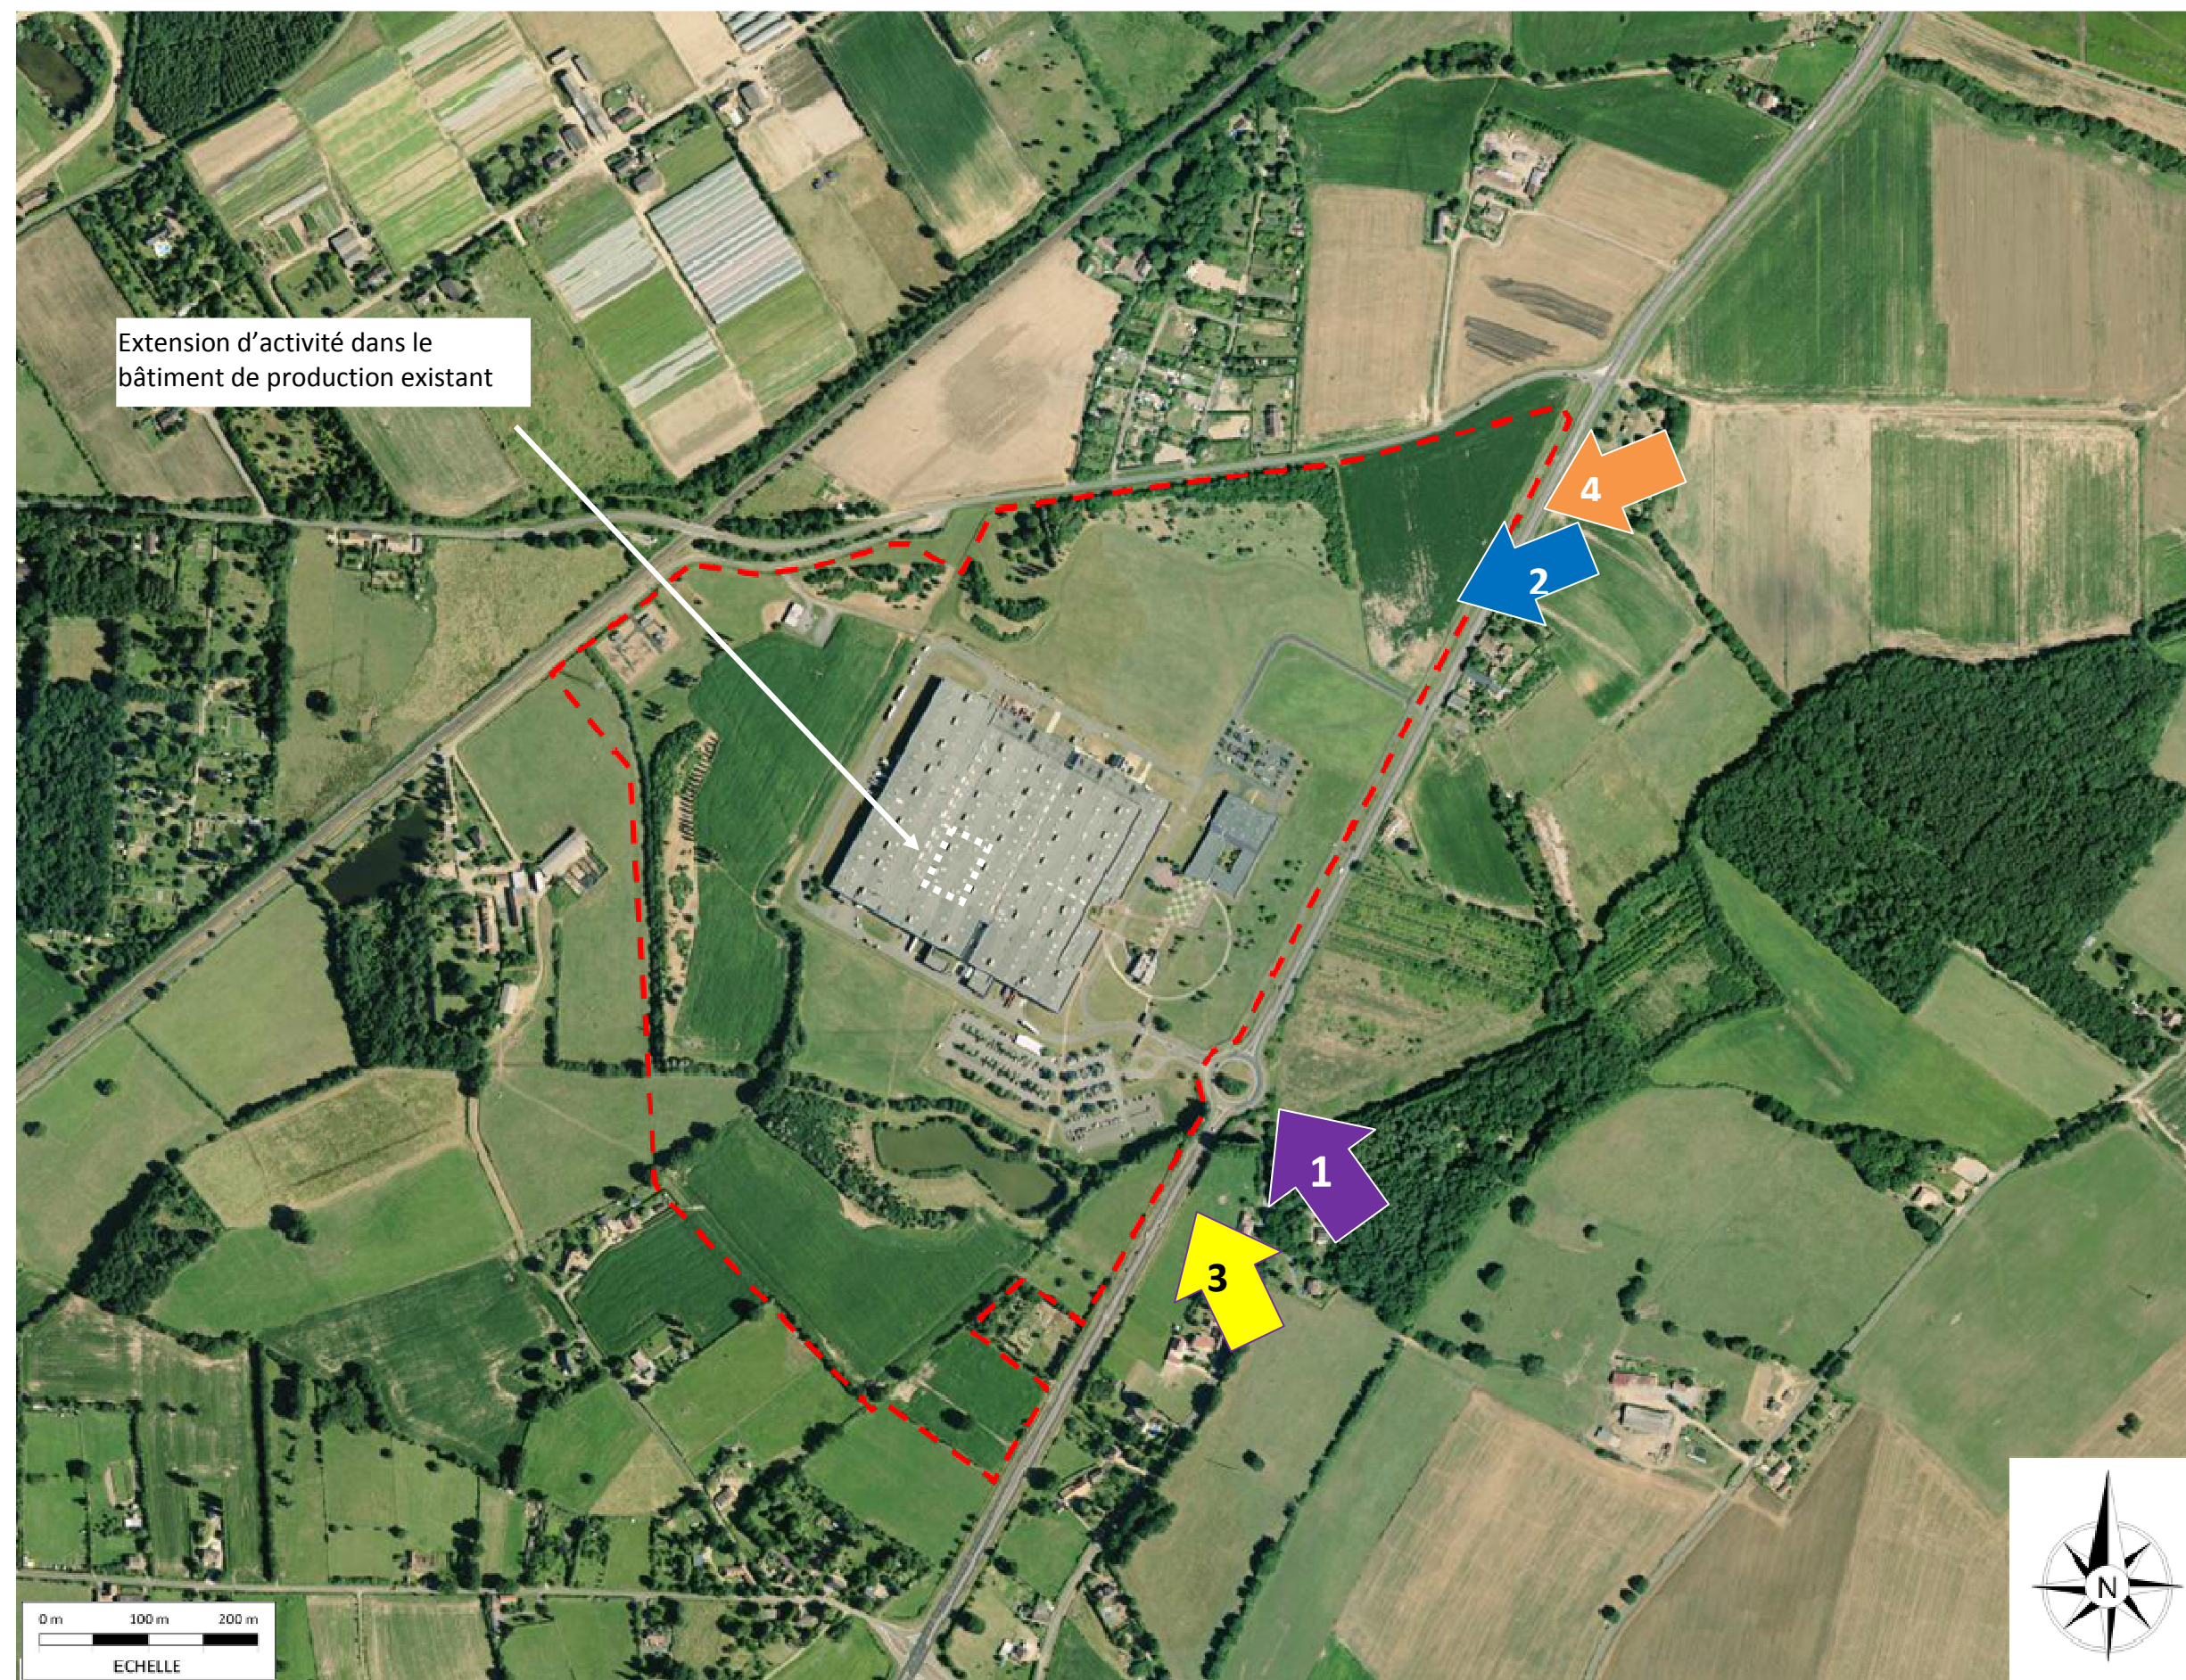 Extension d’activité dans le
bâtiment de production existant
4
2
1
3
0 m 100 m 200 m
ECHELLE
N